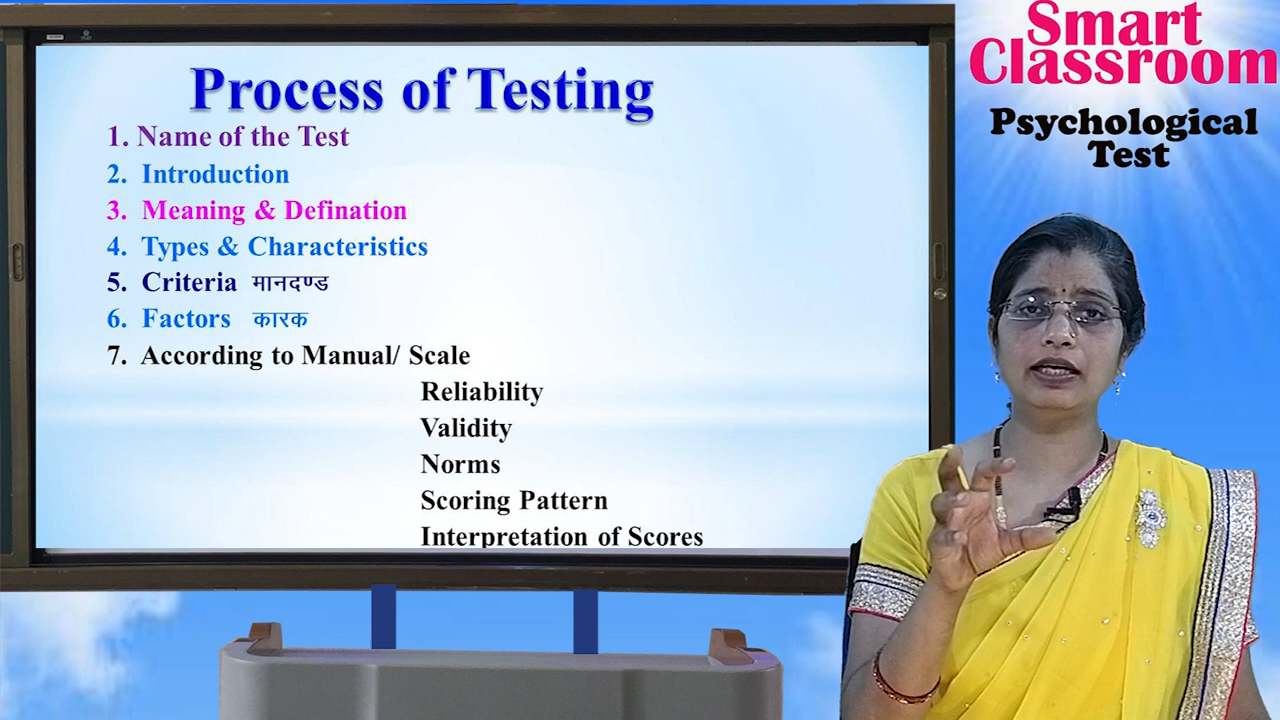 Process of Testing
1. Name of the Test
2. Introduction
3. Meaning & Defination
4. Types & Characteristics
5. Criteria मानदण्ड
6. Factors कारक
7. According to Manual/ Scale
Reliability
Validity
Norms
Scoring Pattern
Interpretation of Scores
Smart
Classroom
Psychological
Test